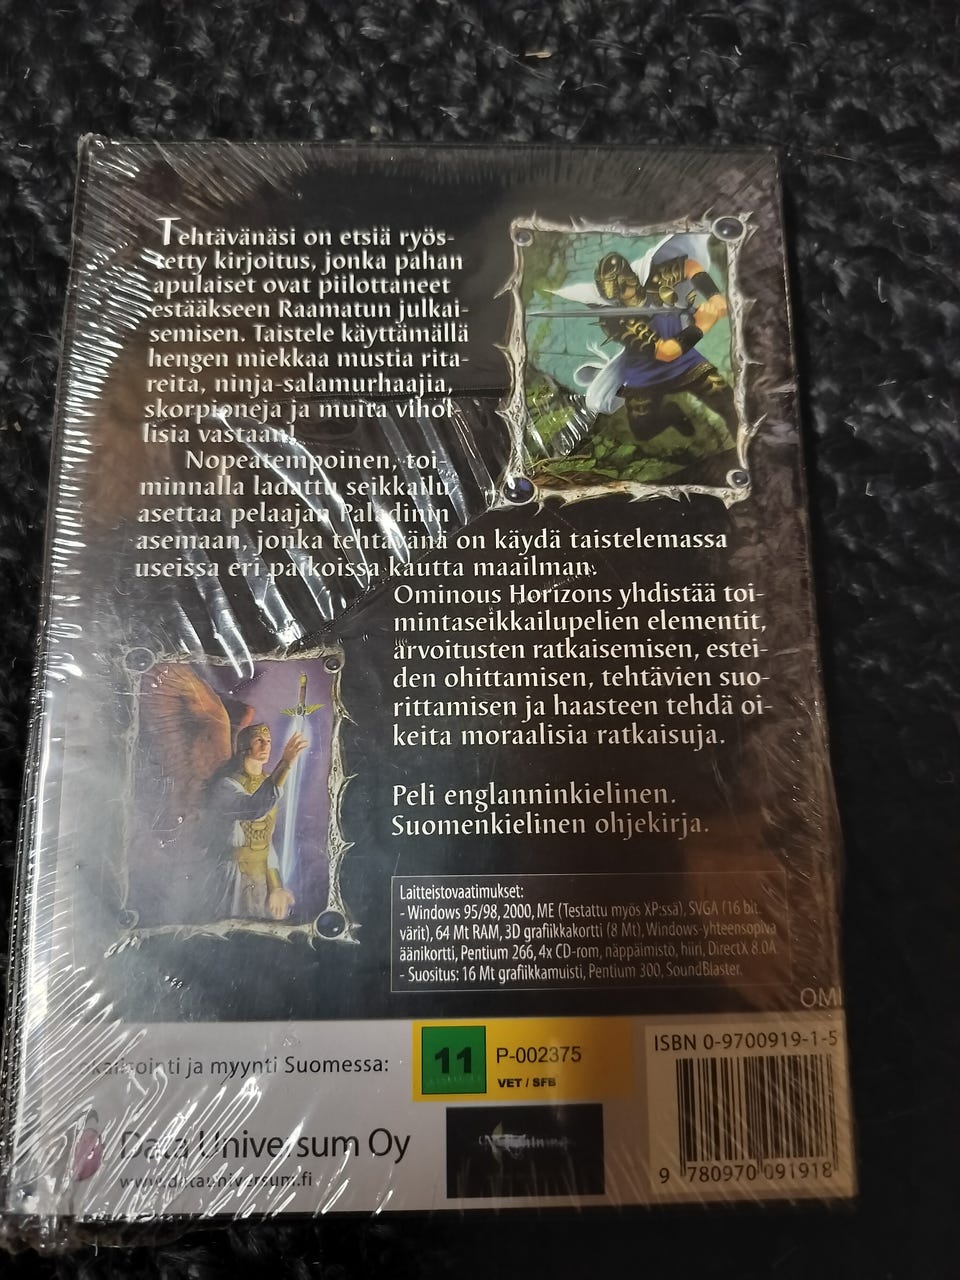 Tehtävänäsi on etsiä ryös-
tetty kirjoitus, jonka pahan
apulaiset ovat piilottaneet
estääkseen Raamatun julkai-
semisen. Taistele käyttämällä
hengen miekkaa mustia rita-
reita, ninja-salamurhaajia,
skorpioneja ja muita vihol-
lisia vastaan!
Nopeatempoinen, toi-
minnalla ladattu seikkailu
asettaa pelaajan Paladinin
asemaan, jonka tehtävänä on käydä taistelemassa
useissa eri paikoissa kautta maailman.
Ominous Horizons yhdistää toi-
mintaseikkailupelien elementit,
arvoitusten ratkaisemisen, estei-
den ohittamisen, tehtävien suo-
rittamisen ja haasteen tehdä oi-
keita moraalisia ratkaisuja.
Peli englanninkielinen.
Suomenkielinen ohjekirja.
Laitteistovaatimukset:
- Windows 95/98, 2000, ME (Testattu myös XP:ssä), SVGA (16 bit.
värit), 64 Mt RAM, 3D grafiikkakortti (8 Mt), Windows-yhteensopiva
äänikortti, Pentium 266, 4x CD-rom, näppäimistö, hiiri, DirectX 8.0A
- Suositus: 16 Mt grafiikkamuisti, Pentium 300, SoundBlaster.
OMI
ja myynti Suomessa:
11
P-002375
VET / SFB
ISBN 0-9700919-1-5
Data Universum Oy
www.datauniversum.fi
9 780970 091918